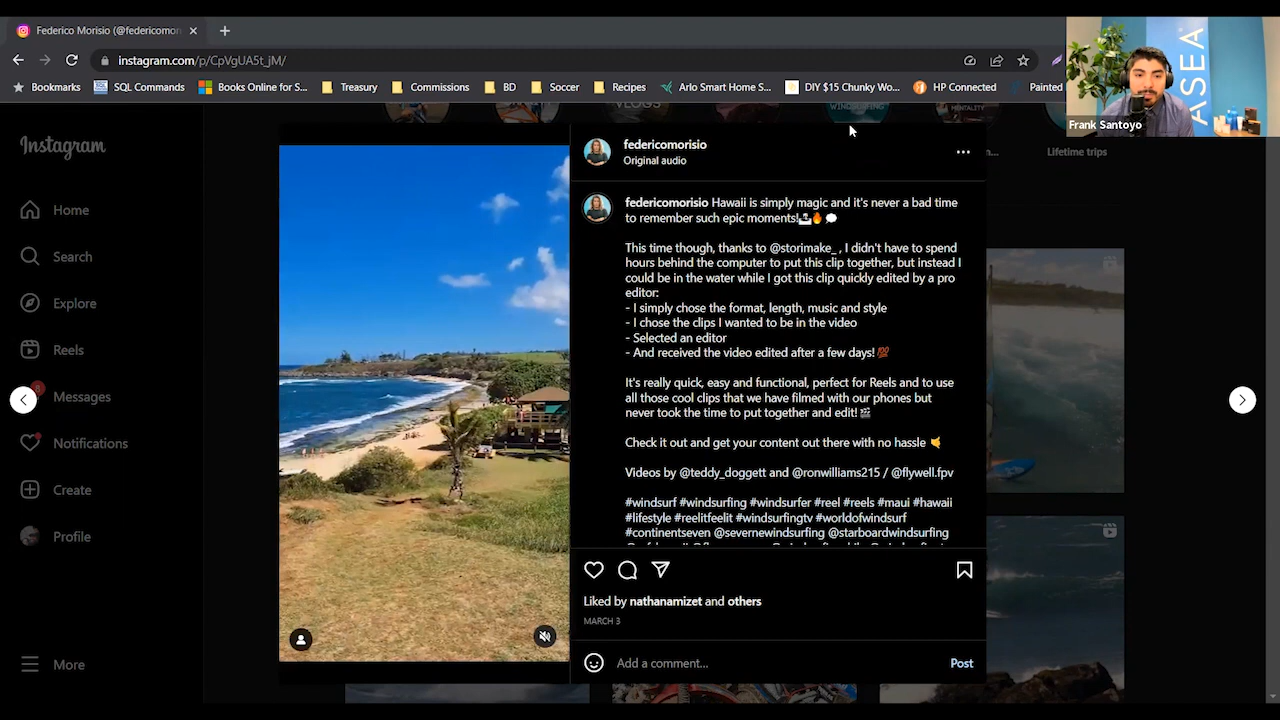 Federico Morisio (@federicomori
instagram.com/p/CpVgUA5t_jM/
Bookmarks
SQL Commands
Books Online for S...
Treasury
Commissions
BD
Soccer
Recipes
Arlo Smart Home S...
DIY $15 Chunky Wo...
HP Connected
Painted
ASEA
Frank Santoyo
VLOGS
WINDSURFING
MENTALITY
Lifetime trips
Instagram
Home
Search
Explore
Reels
Messages
Notifications
Create
Profile
More
federicomorisio
Original audio
federicomorisio Hawaii is simply magic and it's never a bad time
to remember such epic moments!🏝🔥💭
This time though, thanks to @storimake_ , I didn't have to spend
hours behind the computer to put this clip together, but instead I
could be in the water while I got this clip quickly edited by a pro
editor:
- I simply chose the format, length, music and style
- I chose the clips I wanted to be in the video
- Selected an editor
- And received the video edited after a few days!💯
It's really quick, easy and functional, perfect for Reels and to use
all those cool clips that we have filmed with our phones but
never took the time to put together and edit!🎬
Check it out and get your content out there with no hassle 🤙
Videos by @teddy_doggett and @ronwilliams215 / @flywell.fpv
#windsurf #windsurfing #windsurfer #reel #reels #maui #hawaii
#lifestyle #reelitfeelit #windsurfingtv #worldofwindsurf
#continentseven @severnewindsurfing @starboardwindsurfing
Liked by nathanamizet and others
MARCH 3
Add a comment...
Post